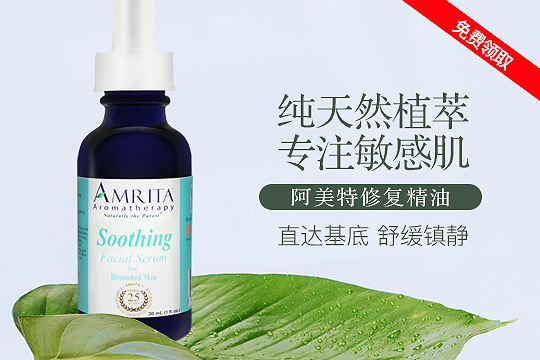 免费领取
纯天然植萃
专注敏感肌
阿美特修复精油
直达基底 舒缓镇静
AMRITA
Aromatherapy
Naturally the Purest
Soothing
Facial Serum
for
Blemished Skin
OVER
25
30 mL (1 fl oz.)